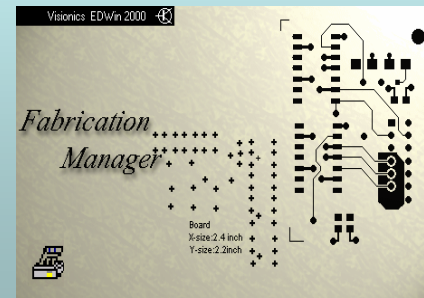 Visionics EDWin 2000
Fabrication
Manager
Board
X-size:2.4 inch
Y-size:2.2inch